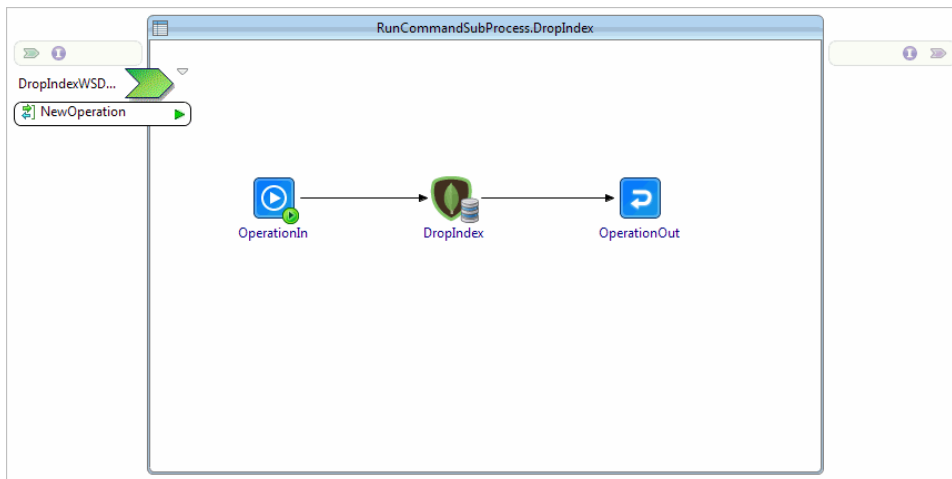 RunCommandSubProcess.DropIndex
DropIndexWSD...
NewOperation
OperationIn
DropIndex
OperationOut